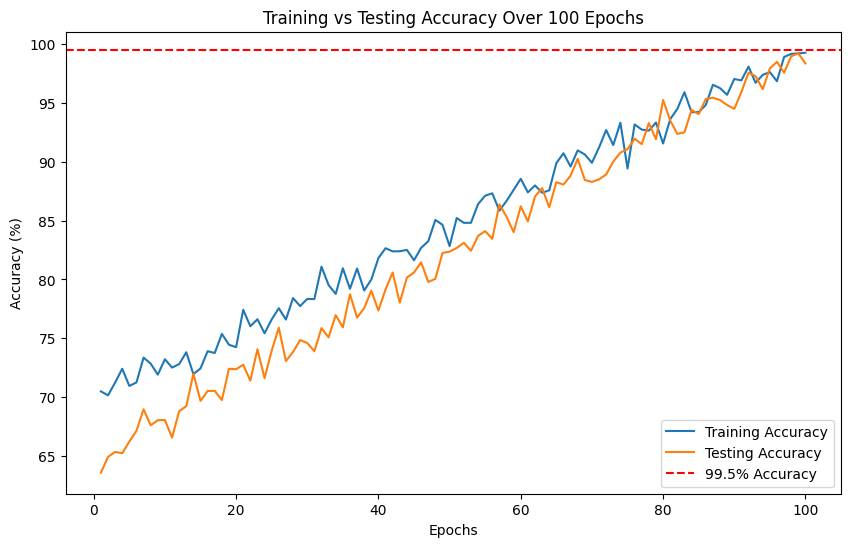 Training vs Testing Accuracy Over 100 Epochs
Accuracy (%)
100
95
90
85
80
75
70
65
0 20 40 60 80 100
Epochs
Training Accuracy
Testing Accuracy
99.5% Accuracy